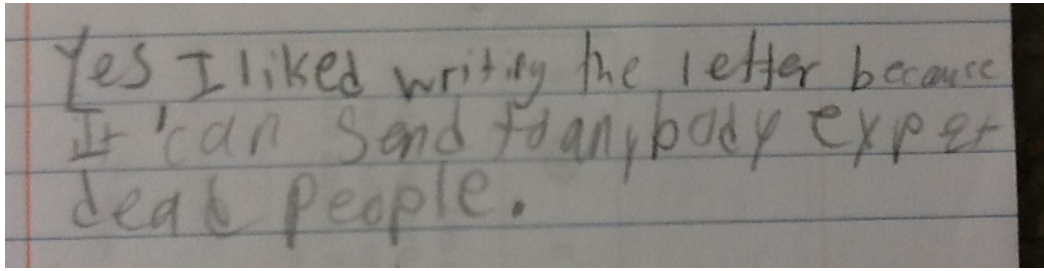 Yes I liked writing the letter because
It can send to anybody expet
dead people.